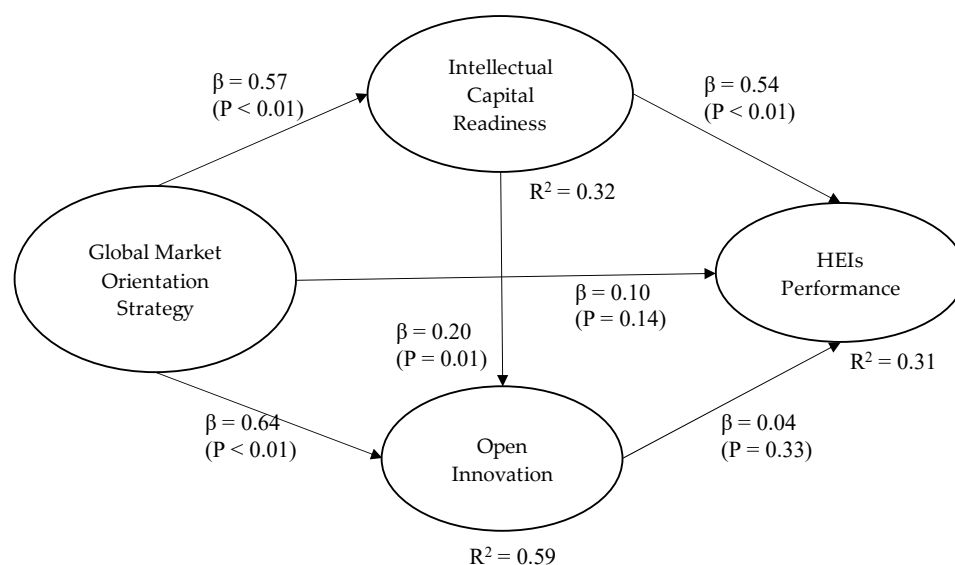 Intellectual
Capital
Readiness
β = 0.57
(P < 0.01)
β = 0.54
(P < 0.01)
R² = 0.32
Global Market
Orientation
Strategy
HEIs
Performance
β = 0.10
(P = 0.14)
β = 0.20
(P = 0.01)
R² = 0.31
β = 0.64
(P < 0.01)
Open
Innovation
β = 0.04
(P = 0.33)
R² = 0.59